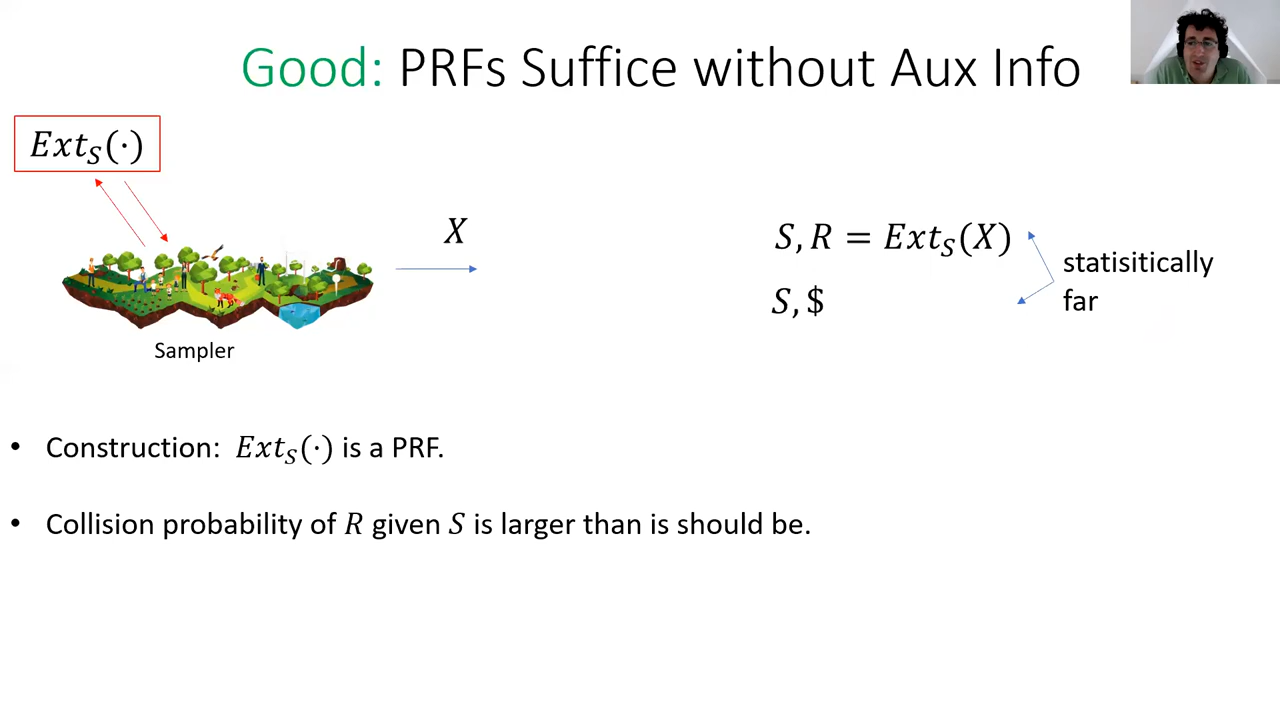 Good: PRFs Suffice without Aux Info
Ext_S(·)
X
Sampler
S, R = Ext_S(X)
S, $
statisitically
far
• Construction: Ext_S(·) is a PRF.
• Collision probability of R given S is larger than is should be.